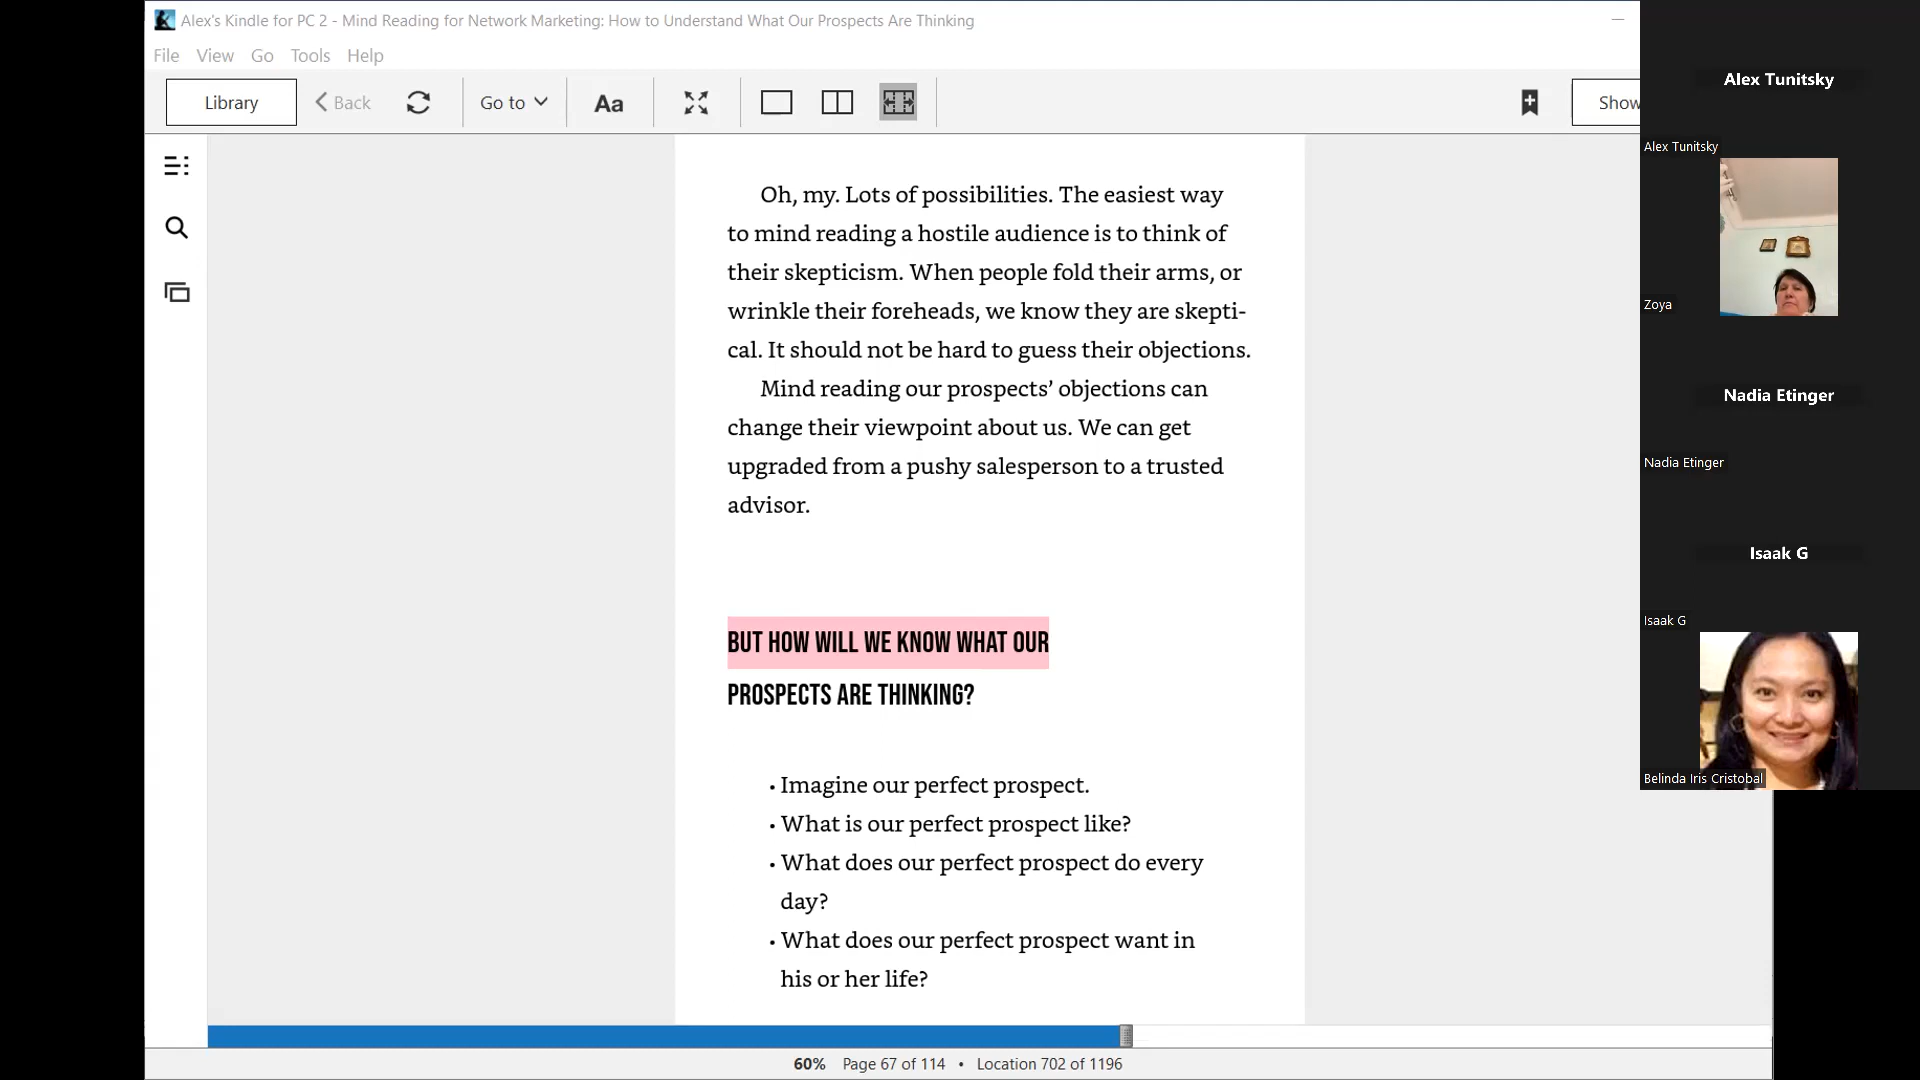 Alex's Kindle for PC 2 - Mind Reading for Network Marketing: How to Understand What Our Prospects Are Thinking
File View Go Tools Help
Library Back Go to Aa Show
Oh, my. Lots of possibilities. The easiest way
to mind reading a hostile audience is to think of
their skepticism. When people fold their arms, or
wrinkle their foreheads, we know they are skepti-
cal. It should not be hard to guess their objections.
Mind reading our prospects’ objections can
change their viewpoint about us. We can get
upgraded from a pushy salesperson to a trusted
advisor.
BUT HOW WILL WE KNOW WHAT OUR
PROSPECTS ARE THINKING?
• Imagine our perfect prospect.
• What is our perfect prospect like?
• What does our perfect prospect do every
day?
• What does our perfect prospect want in
his or her life?
60% Page 67 of 114 • Location 702 of 1196
Alex Tunitsky
Alex Tunitsky
Zoya
Nadia Etinger
Nadia Etinger
Isaak G
Isaak G
Belinda Iris Cristobal